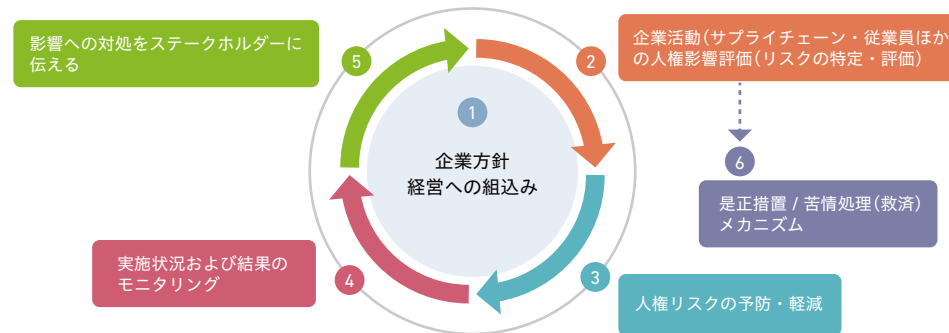 1
企業方針
経営への組込み
2
企業活動(サプライチェーン・従業員ほか
の人権影響評価(リスクの特定・評価)
3
人権リスクの予防・軽減
4
実施状況および結果の
モニタリング
5
影響への対処をステークホルダーに
伝える
6
是正措置 / 苦情処理(救済)
メカニズム